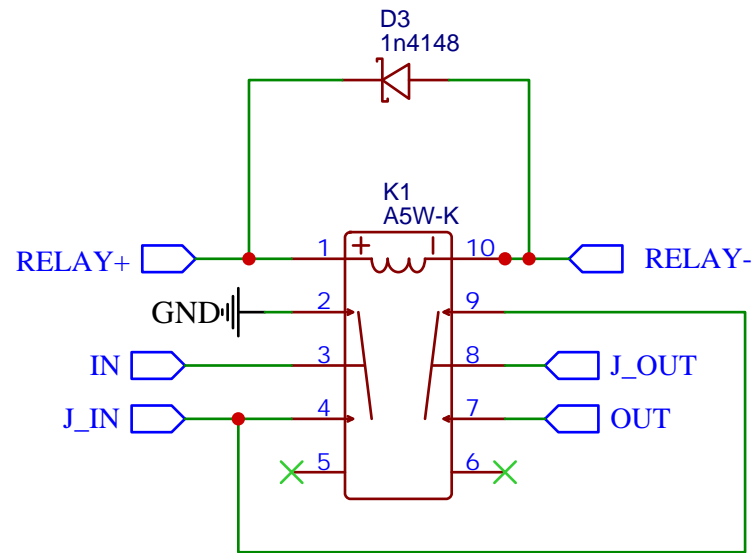 D3
1n4148
K1
A5W-K
RELAY+ 1 + - 10 RELAY-
GND 2 9
IN 3 8 J_OUT
J_IN 4 7 OUT
5 6